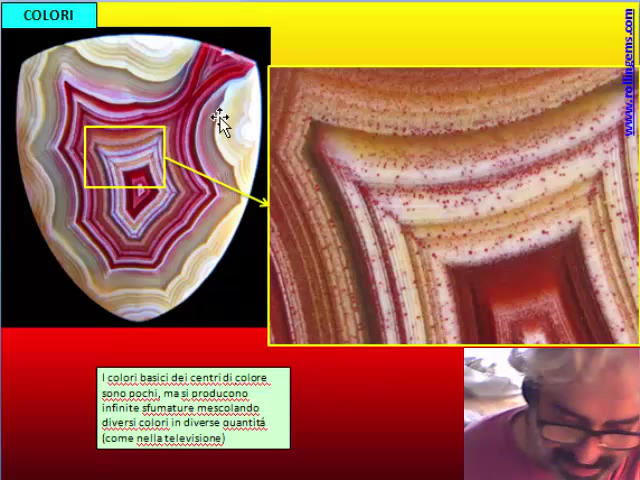 COLORI
www.rollingems.com
I colori basici dei centri di colore
sono pochi, ma si producono
infinite sfumature mescolando
diversi colori in diverse quantitá
(come nella televisione)